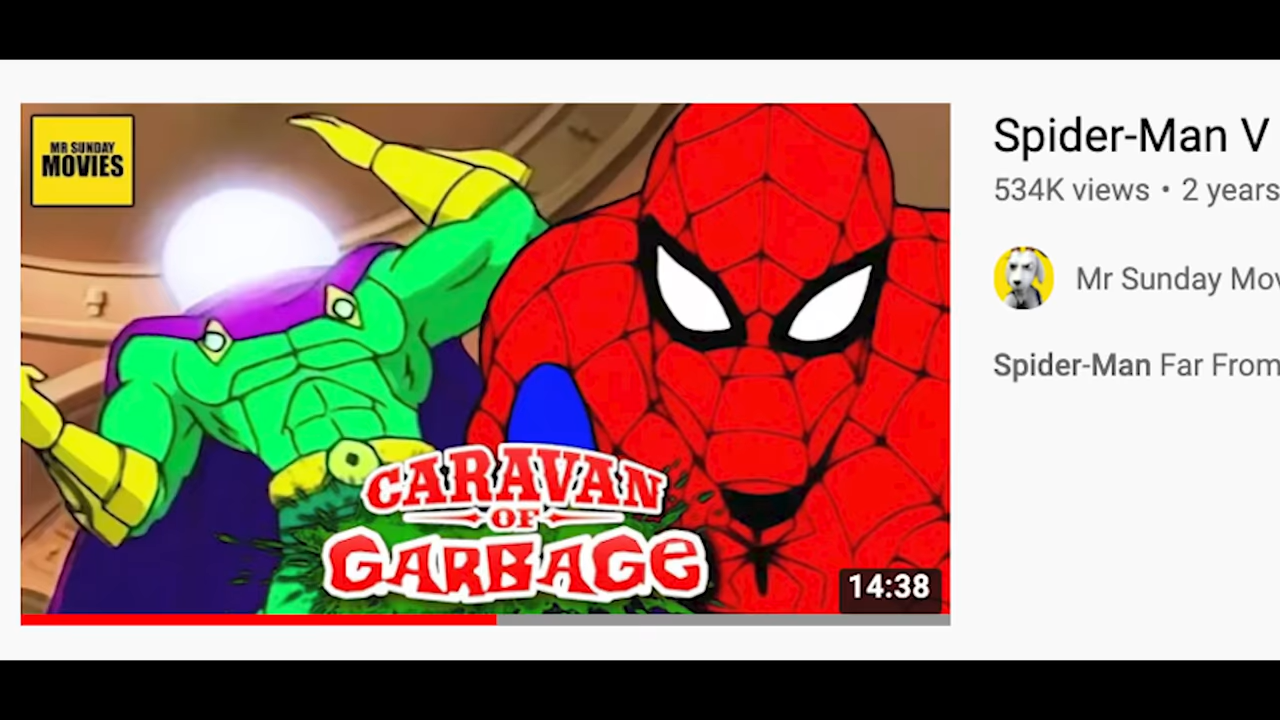 MR SUNDAY
MOVIES
CARAVAN
OF
GARBAGE
14:38
Spider-Man V
534K views • 2 years
Mr Sunday Mov
Spider-Man Far From